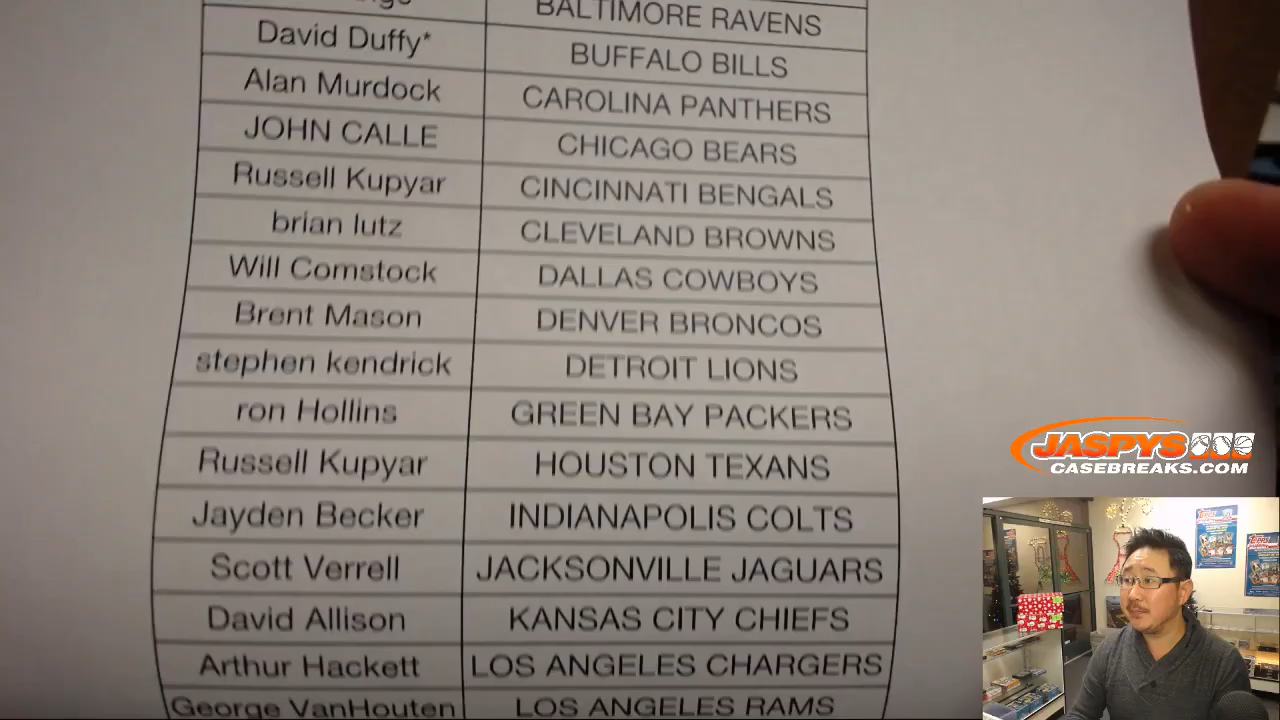 BALTIMORE RAVENS
David Duffy* BUFFALO BILLS
Alan Murdock CAROLINA PANTHERS
JOHN CALLE CHICAGO BEARS
Russell Kupyar CINCINNATI BENGALS
brian lutz CLEVELAND BROWNS
Will Comstock DALLAS COWBOYS
Brent Mason DENVER BRONCOS
stephen kendrick DETROIT LIONS
ron Hollins GREEN BAY PACKERS
Russell Kupyar HOUSTON TEXANS
Jayden Becker INDIANAPOLIS COLTS
Scott Verrell JACKSONVILLE JAGUARS
David Allison KANSAS CITY CHIEFS
Arthur Hackett LOS ANGELES CHARGERS
George VanHouten LOS ANGELES RAMS
JASPYS
CASEBREAKS.COM